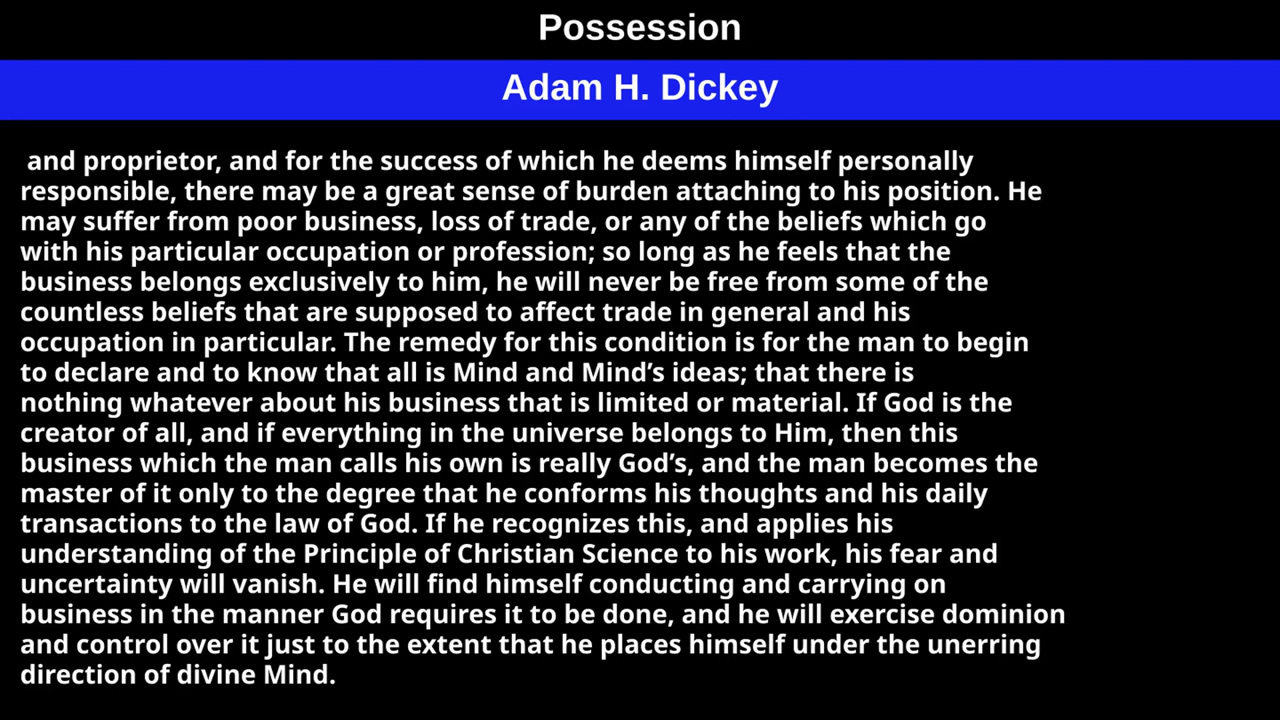 Possession
Adam H. Dickey
and proprietor, and for the success of which he deems himself personally
responsible, there may be a great sense of burden attaching to his position. He
may suffer from poor business, loss of trade, or any of the beliefs which go
with his particular occupation or profession; so long as he feels that the
business belongs exclusively to him, he will never be free from some of the
countless beliefs that are supposed to affect trade in general and his
occupation in particular. The remedy for this condition is for the man to begin
to declare and to know that all is Mind and Mind’s ideas; that there is
nothing whatever about his business that is limited or material. If God is the
creator of all, and if everything in the universe belongs to Him, then this
business which the man calls his own is really God’s, and the man becomes the
master of it only to the degree that he conforms his thoughts and his daily
transactions to the law of God. If he recognizes this, and applies his
understanding of the Principle of Christian Science to his work, his fear and
uncertainty will vanish. He will find himself conducting and carrying on
business in the manner God requires it to be done, and he will exercise dominion
and control over it just to the extent that he places himself under the unerring
direction of divine Mind.